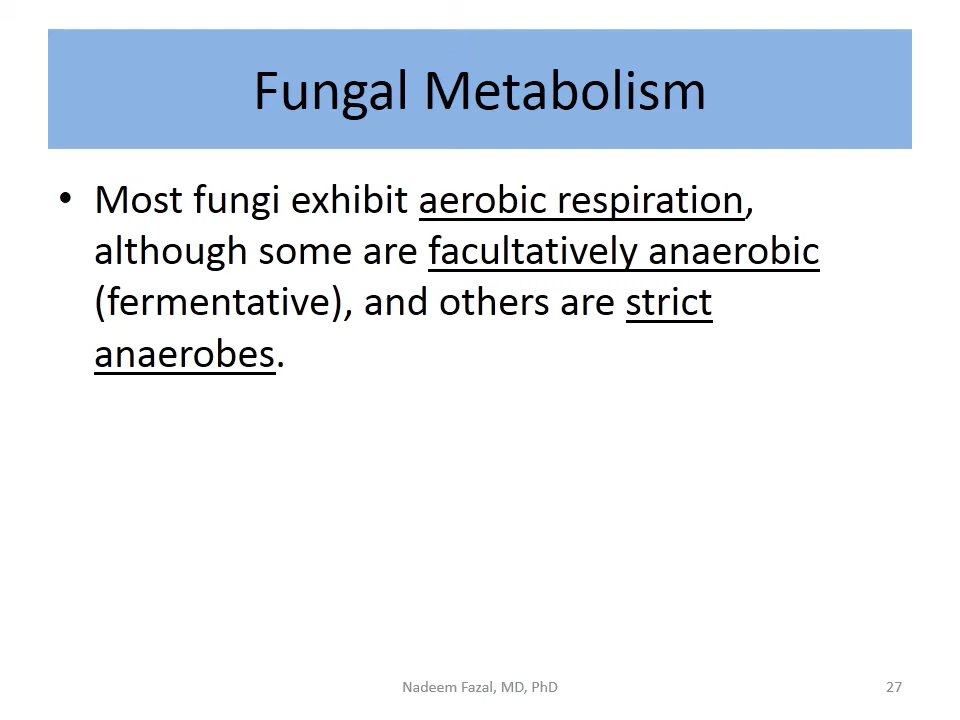 Fungal Metabolism
• Most fungi exhibit aerobic respiration,
although some are facultatively anaerobic
(fermentative), and others are strict
anaerobes.
Nadeem Fazal, MD, PhD
27